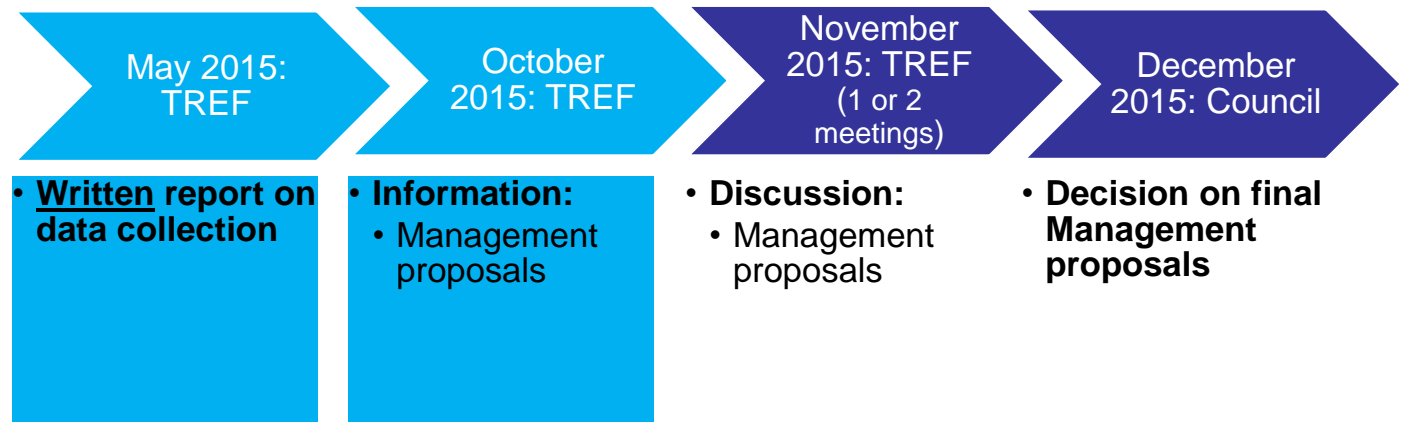 May 2015:
TREF
October
2015: TREF
November
2015: TREF
(1 or 2
meetings)
December
2015: Council
• Written report on
data collection
• Information:
• Management
proposals
• Discussion:
• Management
proposals
• Decision on final
Management
proposals